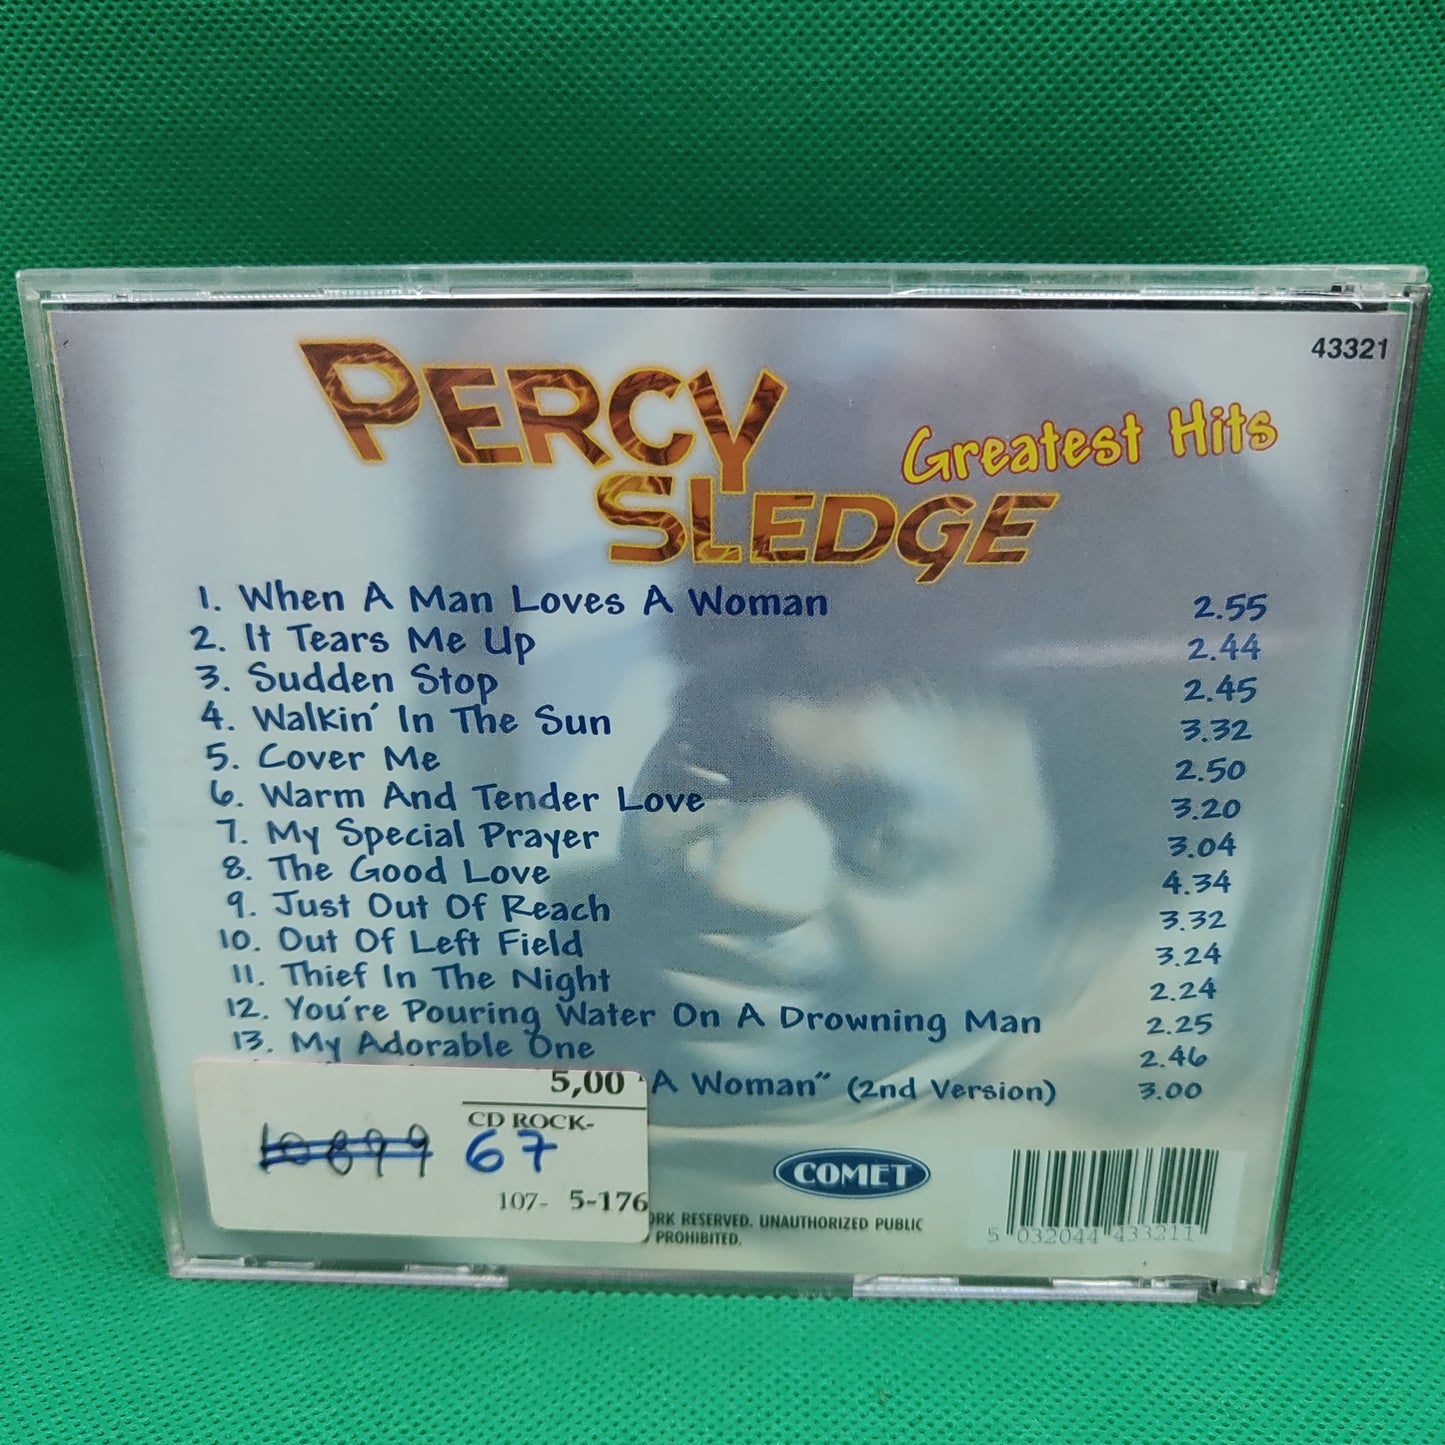 43321
PERCY
SLEDGE
Greatest Hits
1. When A Man Loves A Woman 2.55
2. It Tears Me Up 2.44
3. Sudden Stop 2.45
4. Walkin' In The Sun 3.32
5. Cover Me 2.50
6. Warm And Tender Love 3.20
7. My Special Prayer 3.04
8. The Good Love 4.34
9. Just Out Of Reach 3.32
10. Out Of Left Field 3.24
11. Thief In The Night 2.24
12. You're Pouring Water On A Drowning Man 2.25
13. My Adorable One 2.46
A Woman" (2nd Version) 3.00
5,00
CD ROCK-
67
107- 5-176
COMET
RESERVED. UNAUTHORIZED PUBLIC
PROHIBITED.
5 032044 433211